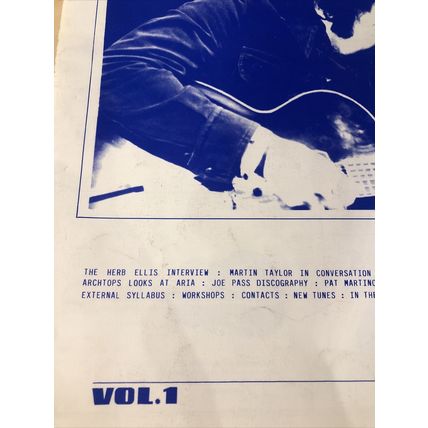 THE HERB ELLIS INTERVIEW : MARTIN TAYLOR IN CONVERSATION
ARCHTOPS LOOKS AT ARIA : JOE PASS DISCOGRAPHY : PAT MARTINO
EXTERNAL SYLLABUS : WORKSHOPS : CONTACTS : NEW TUNES : IN THE
VOL.1